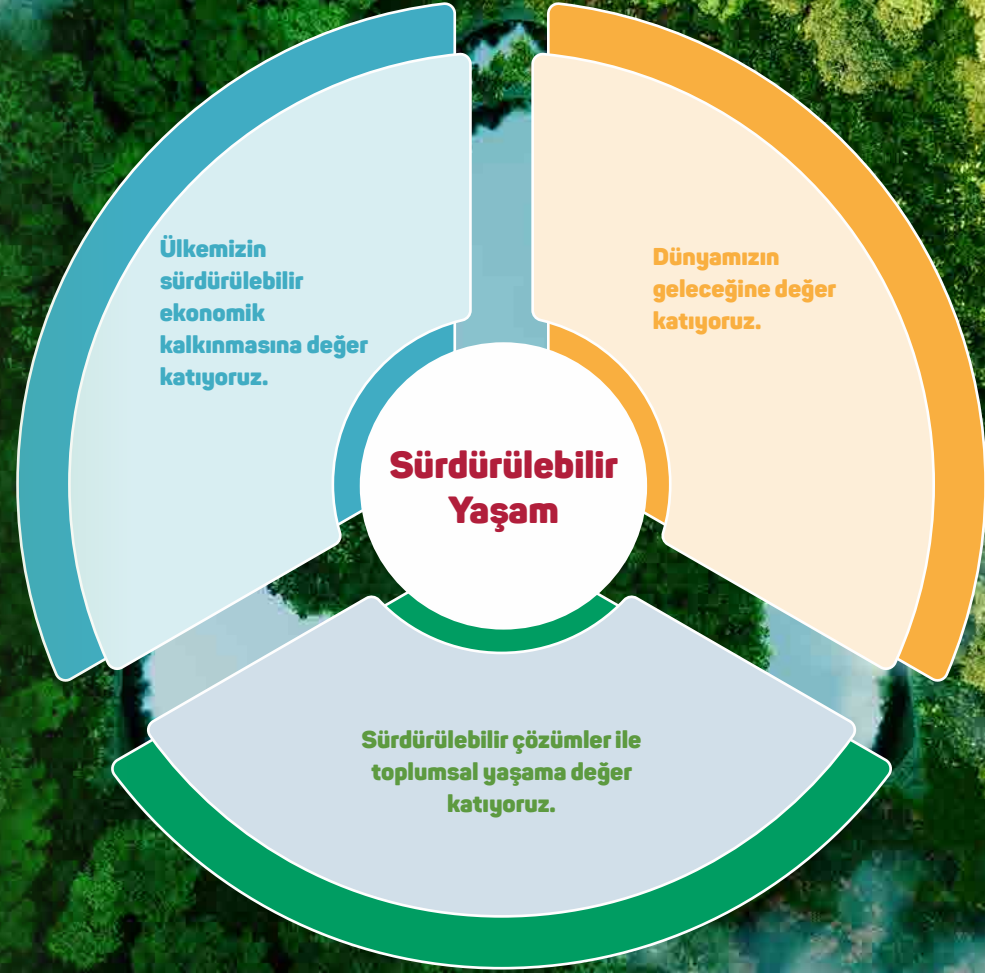 Ülkemizin
sürdürülebilir
ekonomik
kalkınmasına değer
katıyoruz.
Dünyamızın
geleceğine değer
katıyoruz.
Sürdürülebilir
Yaşam
Sürdürülebilir çözümler ile
toplumsal yaşama değer
katıyoruz.